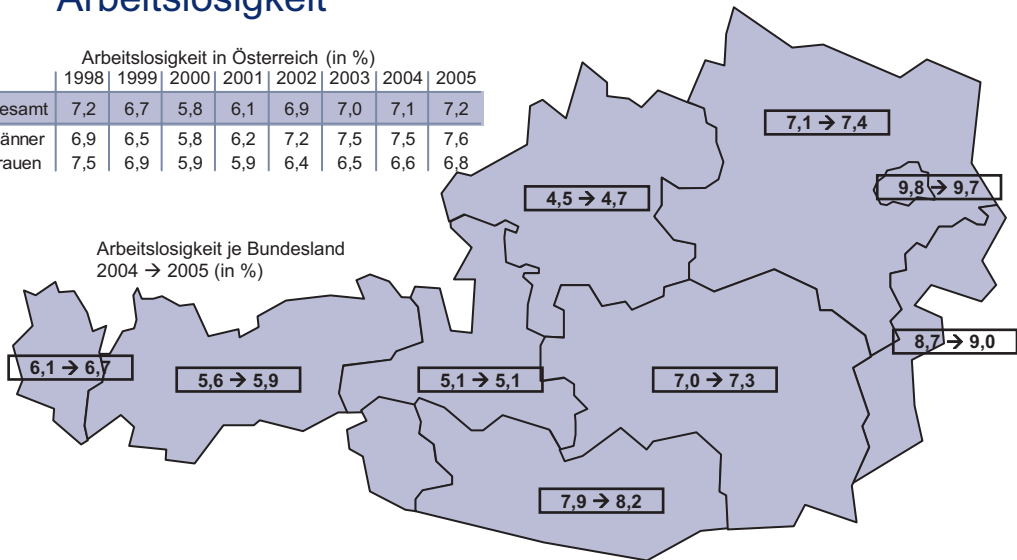 Arbeitslosigkeit
Arbeitslosigkeit in Österreich (in %)
1998 1999 2000 2001 2002 2003 2004 2005
esamt 7,2 6,7 5,8 6,1 6,9 7,0 7,1 7,2
änner 6,9 6,5 5,8 6,2 7,2 7,5 7,5 7,6
rauen 7,5 6,9 5,9 5,9 6,4 6,5 6,6 6,8
7,1 → 7,4
4,5 → 4,7
9,8 → 9,7
Arbeitslosigkeit je Bundesland
2004 → 2005 (in %)
8,7 → 9,0
6,1 → 6,7
5,6 → 5,9
5,1 → 5,1
7,0 → 7,3
7,9 → 8,2